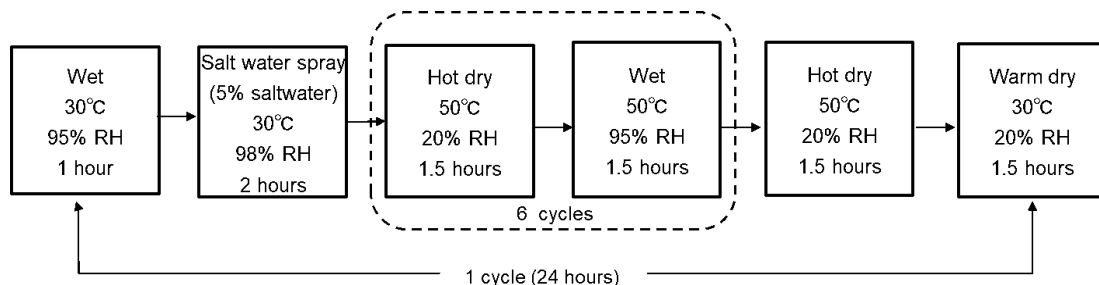 Wet
30℃
95% RH
1 hour
Salt water spray
(5% saltwater)
30℃
98% RH
2 hours
Hot dry
50℃
20% RH
1.5 hours
Wet
50℃
95% RH
1.5 hours
6 cycles
Hot dry
50℃
20% RH
1.5 hours
Warm dry
30℃
20% RH
1.5 hours
1 cycle (24 hours)